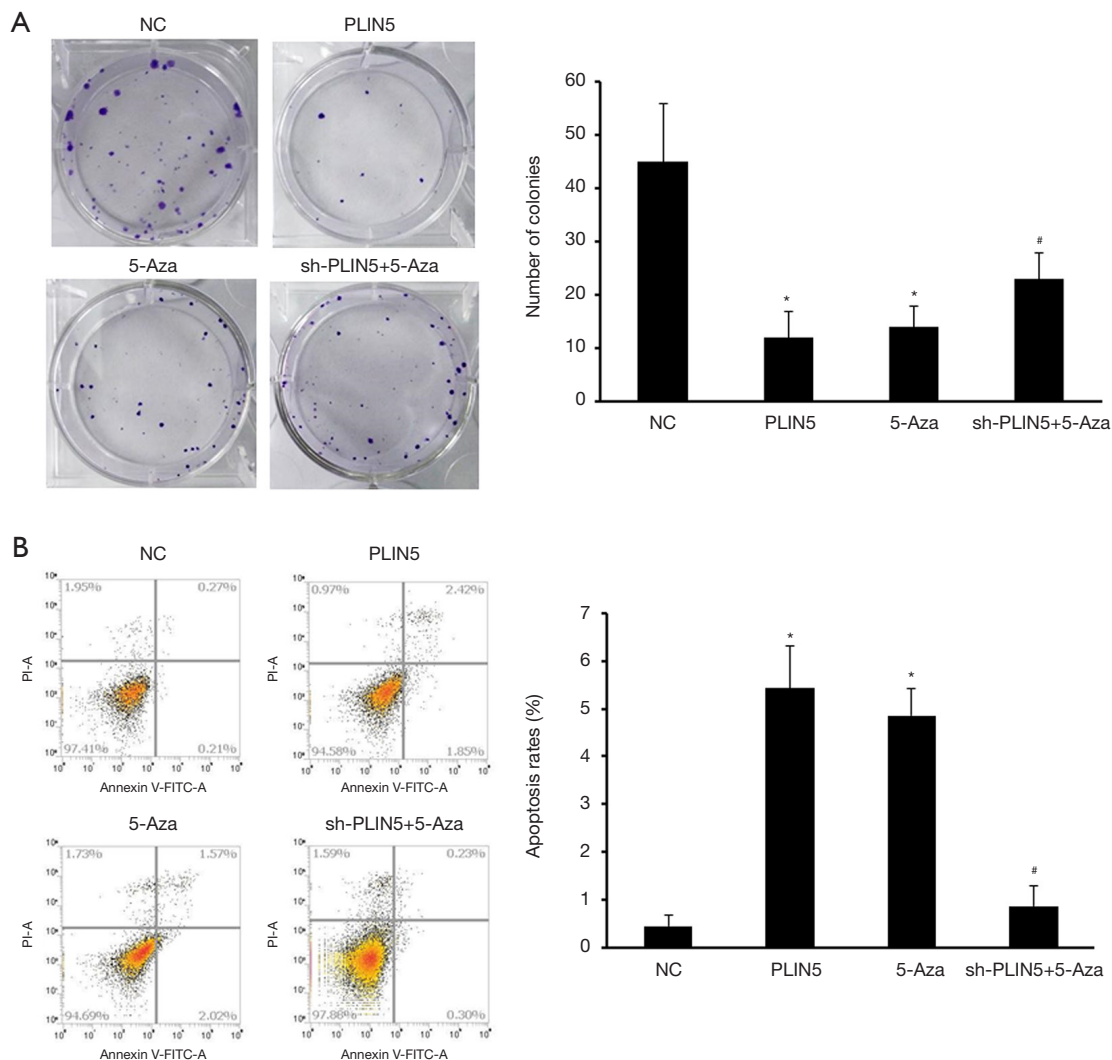 A
NC
PLIN5
5-Aza
sh-PLIN5+5-Aza
Number of colonies
60
50
40
30
20
10
0
*
*
#
NC
PLIN5
5-Aza
sh-PLIN5+5-Aza
B
NC
PLIN5
PI-A
1.95%
0.27%
97.41%
0.21%
Annexin V-FITC-A
PI-A
0.97%
2.42%
94.58%
1.85%
Annexin V-FITC-A
5-Aza
sh-PLIN5+5-Aza
PI-A
1.73%
1.57%
94.69%
2.02%
Annexin V-FITC-A
PI-A
1.59%
0.23%
97.88%
0.30%
Annexin V-FITC-A
Apoptosis rates (%)
7
6
5
4
3
2
1
0
*
*
#
NC
PLIN5
5-Aza
sh-PLIN5+5-Aza